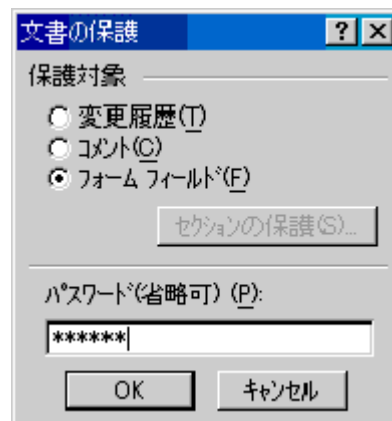 文書の保護
保護対象
変更履歴(T)
コメント(C)
フォーム フィールド(F)
セクションの保護(S)...
パスワード(省略可) (P):
******
OK キャンセル